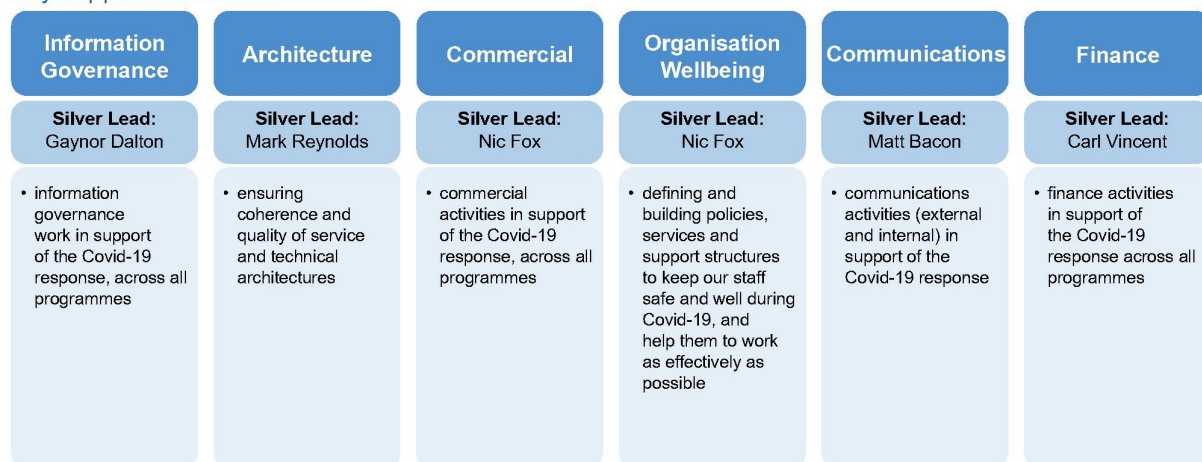 Information
Governance
Silver Lead:
Gaynor Dalton
• information
governance
work in support
of the Covid-19
response, across all
programmes
Architecture
Silver Lead:
Mark Reynolds
• ensuring
coherence and
quality of service
and technical
architectures
Commercial
Silver Lead:
Nic Fox
• commercial
activities in support
of the Covid-19
response, across all
programmes
Organisation
Wellbeing
Silver Lead:
Nic Fox
• defining and
building policies,
services and
support structures
to keep our staff
safe and well during
Covid-19, and
help them to work
as effectively as
possible
Communications
Silver Lead:
Matt Bacon
• communications
activities (external
and internal) in
support of the
Covid-19 response
Finance
Silver Lead:
Carl Vincent
• finance activities
in support of
the Covid-19
response across all
programmes